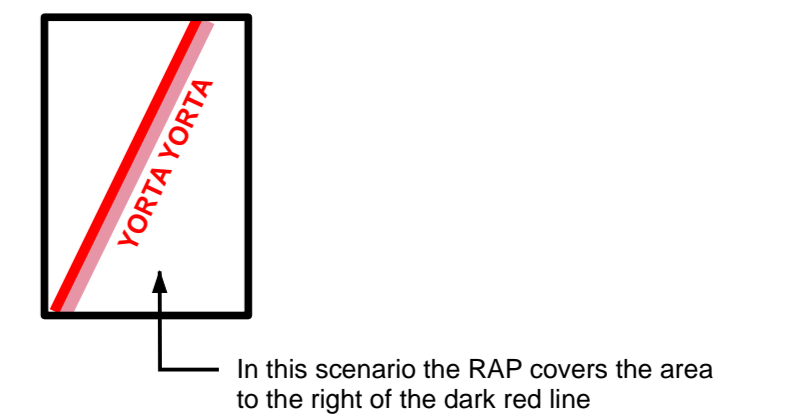 YORTA YORTA
In this scenario the RAP covers the area
to the right of the dark red line